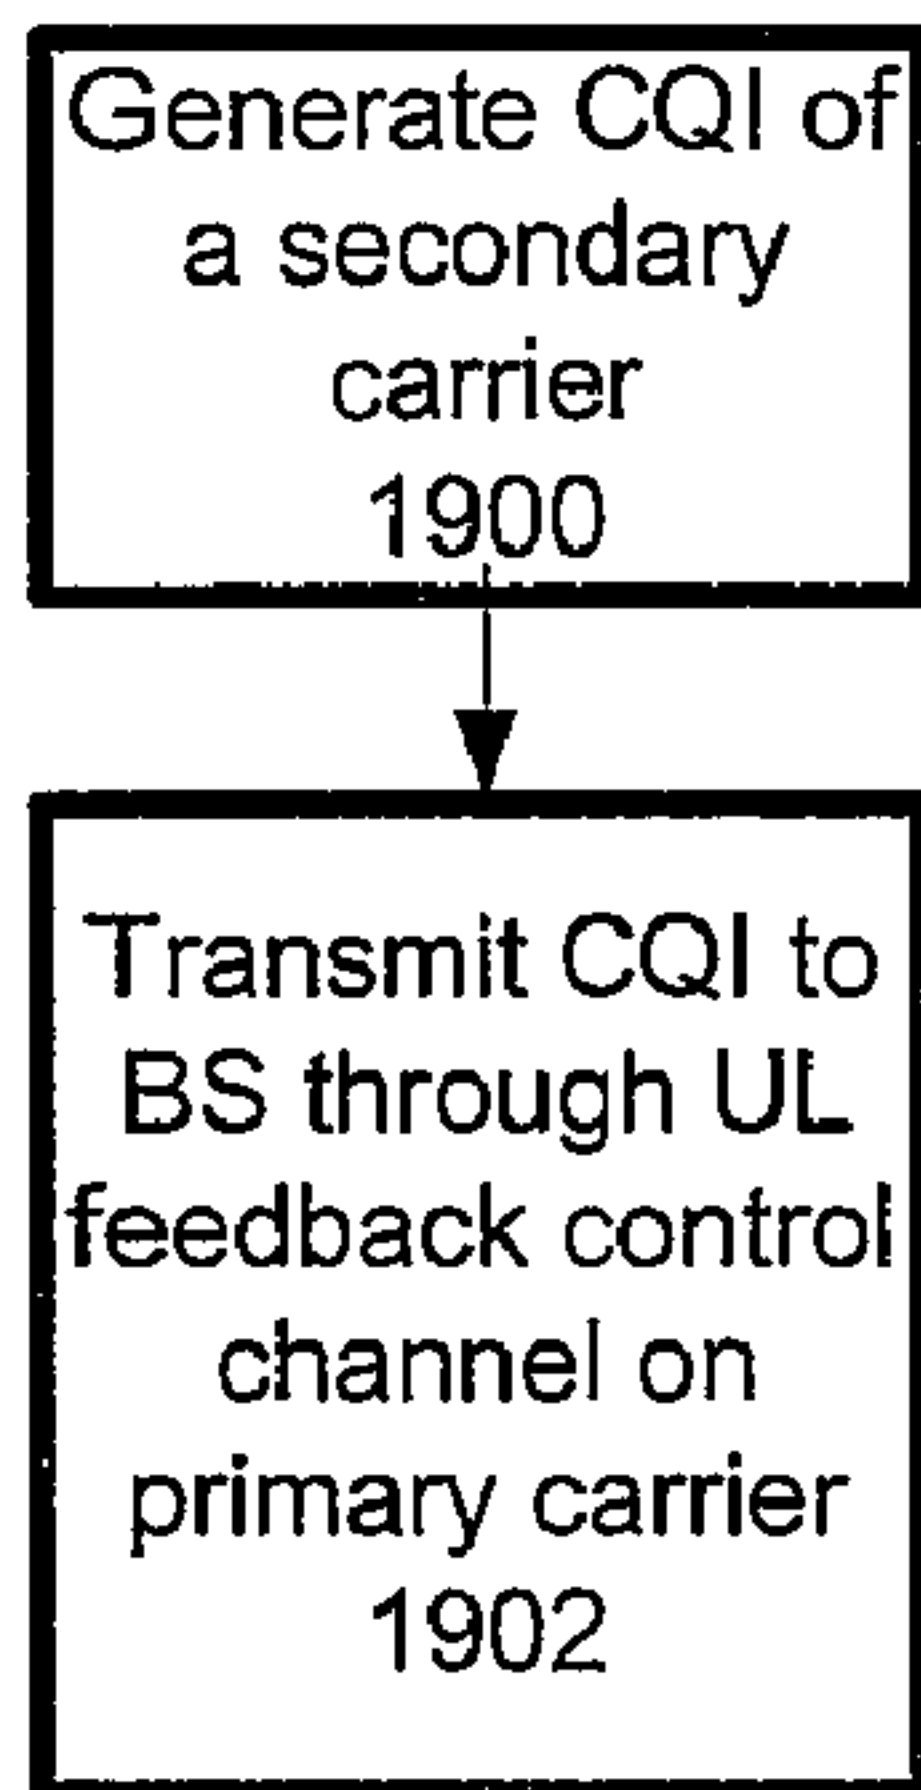 Generate CQI of
a secondary
carrier
1900
Transmit CQI to
BS through UL
feedback control
channel on
primary carrier
1902